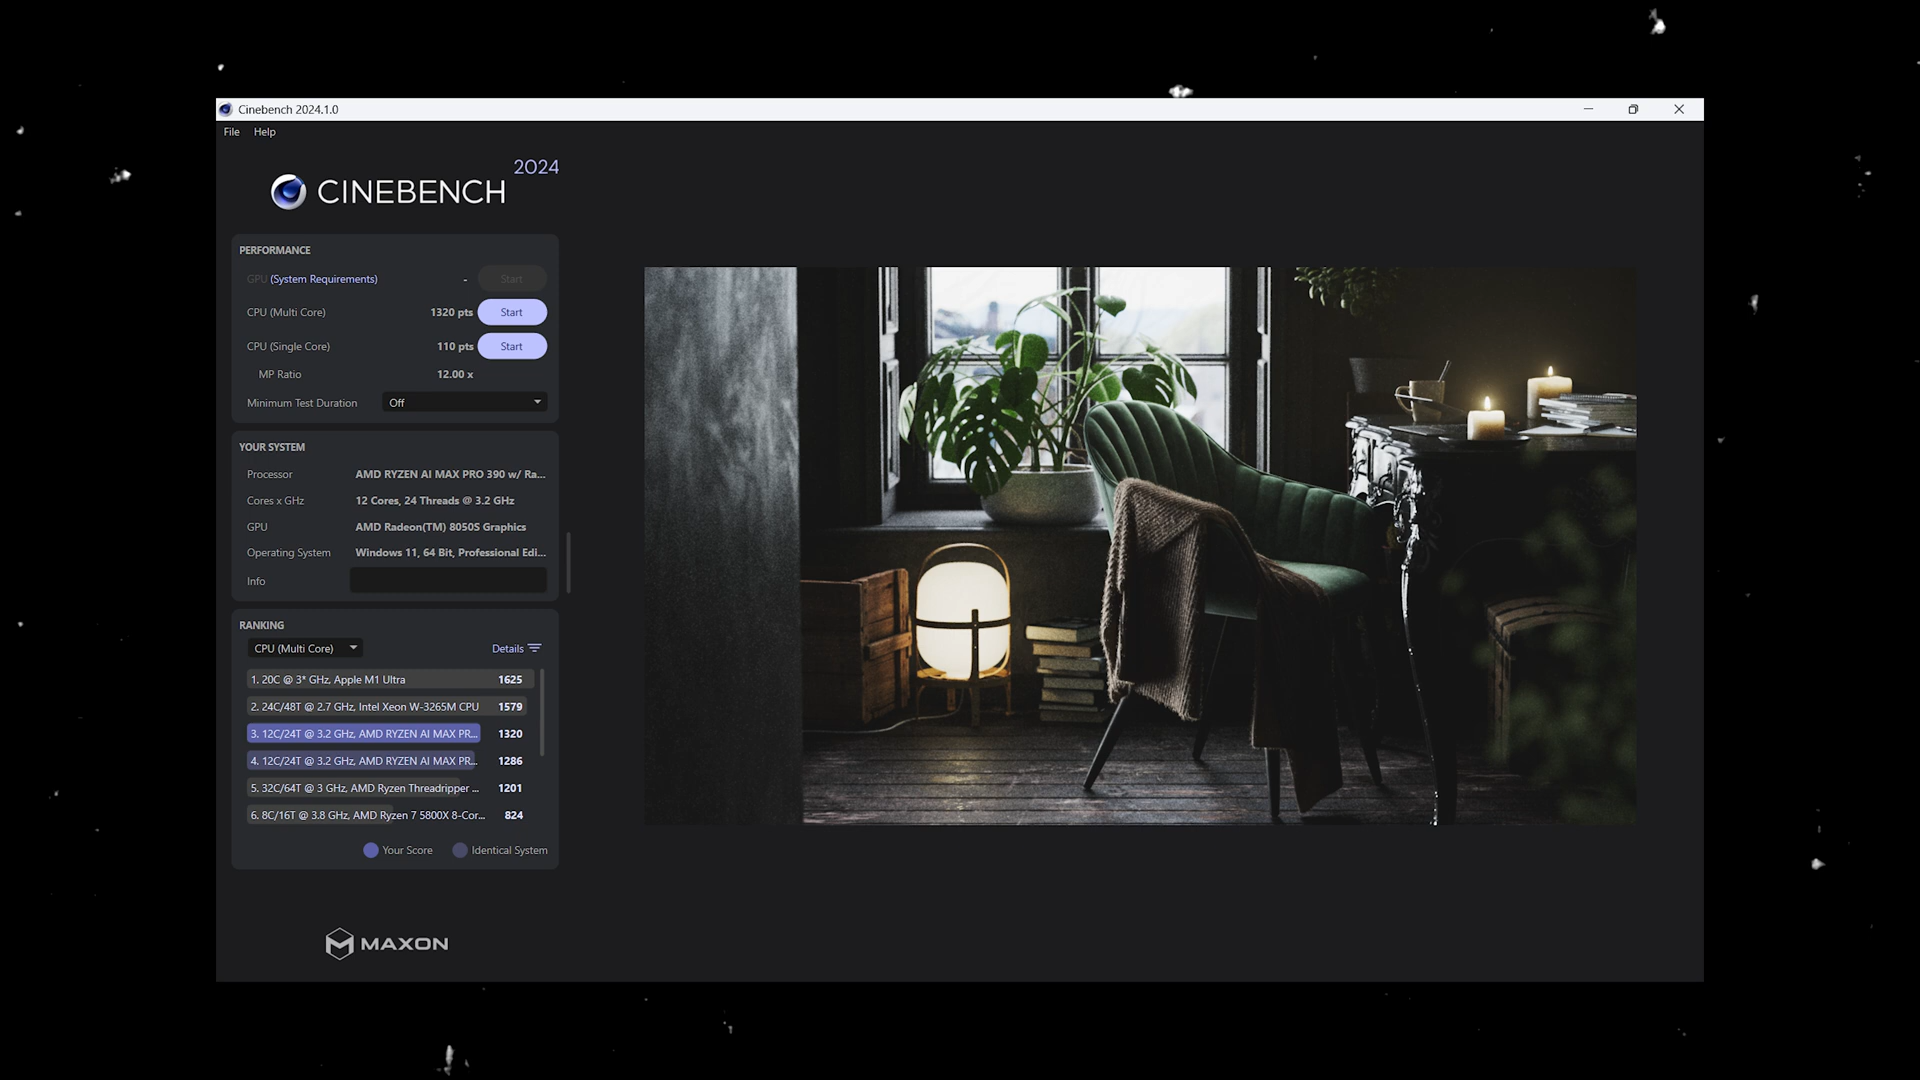 Cinebench 2024.1.0
File Help
CINEBENCH 2024
PERFORMANCE
GPU (System Requirements) - Start
CPU (Multi Core) 1320 pts Start
CPU (Single Core) 110 pts Start
MP Ratio 12.00 x
Minimum Test Duration Off
YOUR SYSTEM
Processor AMD RYZEN AI MAX PRO 390 w/ Ra...
Cores x GHz 12 Cores, 24 Threads @ 3.2 GHz
GPU AMD Radeon(TM) 8050S Graphics
Operating System Windows 11, 64 Bit, Professional Edi...
Info
RANKING
CPU (Multi Core) Details
1. 20C @ 3* GHz, Apple M1 Ultra 1625
2. 24C/48T @ 2.7 GHz, Intel Xeon W-3265M CPU 1579
3. 12C/24T @ 3.2 GHz, AMD RYZEN AI MAX PR... 1320
4. 12C/24T @ 3.2 GHz, AMD RYZEN AI MAX PR... 1286
5. 32C/64T @ 3 GHz, AMD Ryzen Threadripper ... 1201
6. 8C/16T @ 3.8 GHz, AMD Ryzen 7 5800X 8-Cor... 824
Your Score Identical System
MAXON